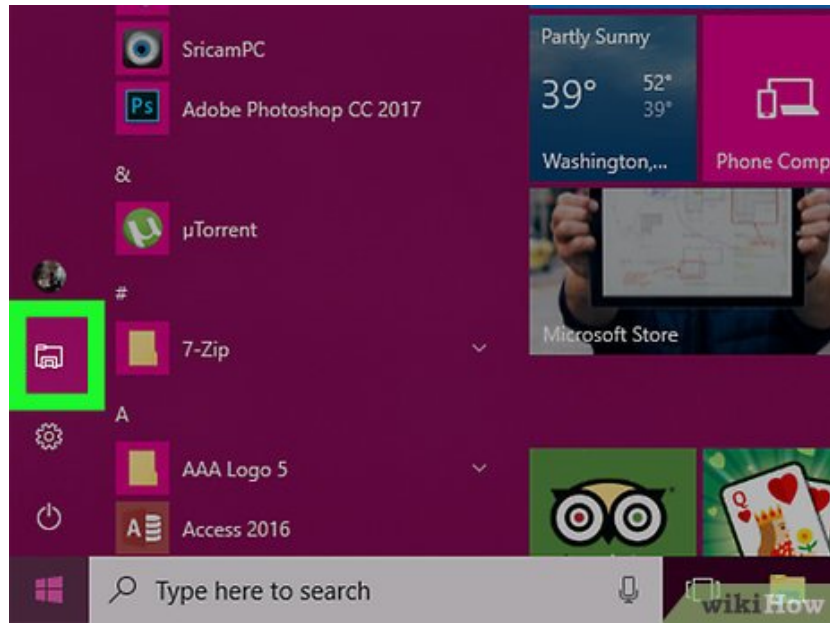 SricamPC
Ps
Adobe Photoshop CC 2017
&
µTorrent
#
7-Zip
A
AAA Logo 5
A
Access 2016
Partly Sunny
39° 52°
39°
Washington,...
Phone Comp
Microsoft Store
Q
Type here to search
wikiHow